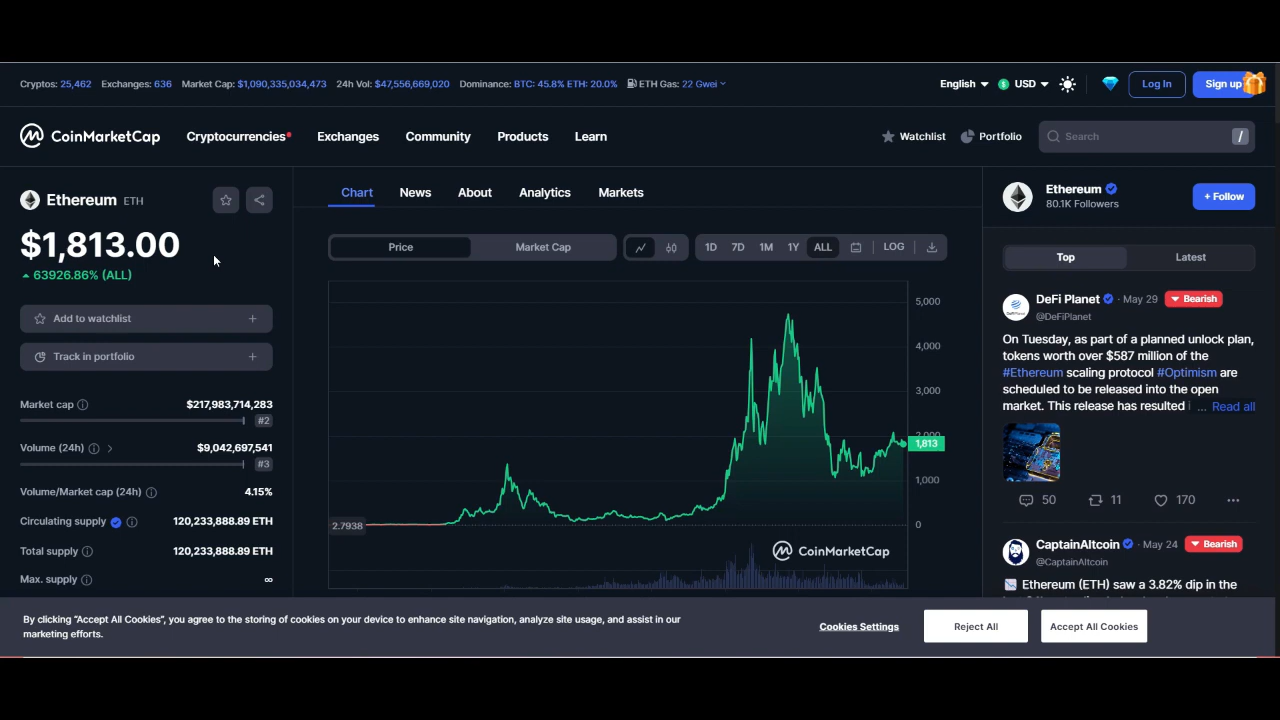 Cryptos: 25,462 Exchanges: 636 Market Cap: $1,090,335,034,473 24h Vol: $47,556,669,020 Dominance: BTC: 45.8% ETH: 20.0% ETH Gas: 22 Gwei English USD Log In Sign up
CoinMarketCap Cryptocurrencies Exchanges Community Products Learn Watchlist Portfolio Search /
Ethereum ETH
$1,813.00
63926.86% (ALL)
Add to watchlist +
Track in portfolio +
Market cap $217,983,714,283
#2
Volume (24h) $9,042,697,541
#3
Volume/Market cap (24h) 4.15%
Circulating supply 120,233,888.89 ETH
Total supply 120,233,888.89 ETH
Max. supply ∞
Chart News About Analytics Markets
Price Market Cap 1D 7D 1M 1Y ALL LOG
5,000
4,000
3,000
2,000
1,813
1,000
0
2.7938
CoinMarketCap
Ethereum
80.1K Followers
+ Follow
Top Latest
DeFi Planet · May 29 Bearish
@DeFiPlanet
On Tuesday, as part of a planned unlock plan,
tokens worth over $587 million of the
#Ethereum scaling protocol #Optimism are
scheduled to be released into the open
market. This release has resulted ... Read all
50 11 170
CaptainAltcoin · May 24 Bearish
@CaptainAltcoin
Ethereum (ETH) saw a 3.82% dip in the
By clicking “Accept All Cookies”, you agree to the storing of cookies on your device to enhance site navigation, analyze site usage, and assist in our
marketing efforts.
Cookies Settings Reject All Accept All Cookies